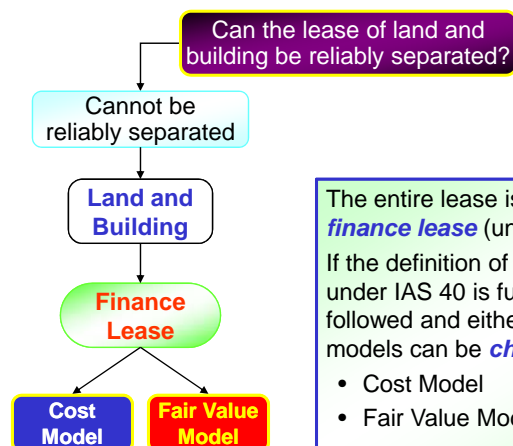 Can the lease of land and
building be reliably separated?
Cannot be
reliably separated
Land and
Building
Finance
Lease
Cost
Model
Fair Value
Model
The entire lease is
finance lease (un
If the definition of
under IAS 40 is fu
followed and eithe
models can be ch
• Cost Model
• Fair Value Mod